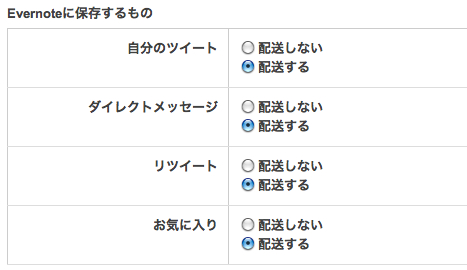 Evernoteに保存するもの
自分のツイート
配送しない
配送する
ダイレクトメッセージ
配送しない
配送する
リツイート
配送しない
配送する
お気に入り
配送しない
配送する